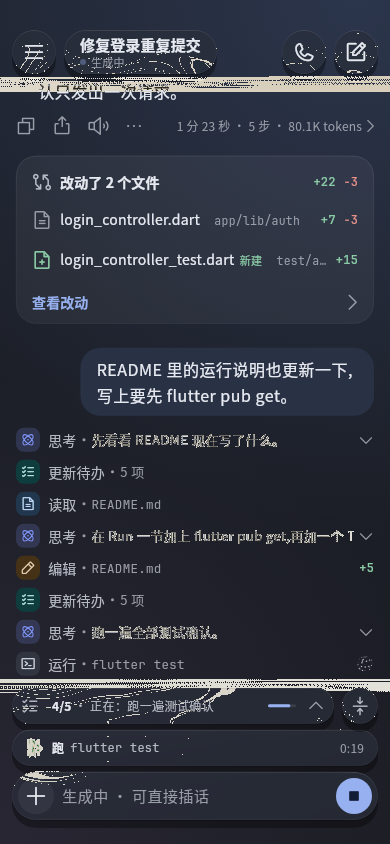 修复登录重复提交
生成中
认只发出一次请求。
1 分 23 秒 · 5 步 · 80.1K tokens
改动了 2 个文件 +22 -3
login_controller.dart app/lib/auth +7 -3
login_controller_test.dart 新建 test/a… +15
查看改动
README 里的运行说明也更新一下，
写上要先 flutter pub get。
思考 · 先看看 README 现在写了什么。
更新待办 · 5 项
读取 · README.md
思考 · 在 Run 一节加上 flutter pub get,再加一个 T
编辑 · README.md +5
更新待办 · 5 项
思考 · 跑一遍全部测试确认。
运行 · flutter test
4/5 · 正在：跑一遍测试确认
跑 flutter test 0:19
生成中 · 可直接插话